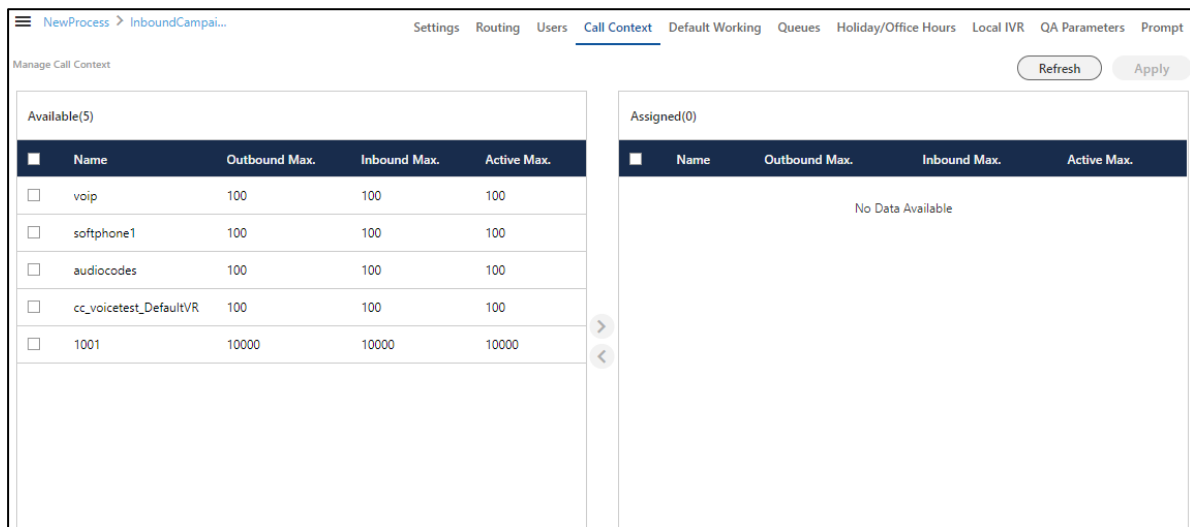 NewProcess > InboundCampai... Settings Routing Users Call Context Default Working Queues Holiday/Office Hours Local IVR QA Parameters Prompt
Manage Call Context Refresh Apply
Available(5)
Name Outbound Max. Inbound Max. Active Max.
voip 100 100 100
softphone1 100 100 100
audiocodes 100 100 100
cc_voicetest_DefaultVR 100 100 100
1001 10000 10000 10000
>
<
Assigned(0)
Name Outbound Max. Inbound Max. Active Max.
No Data Available